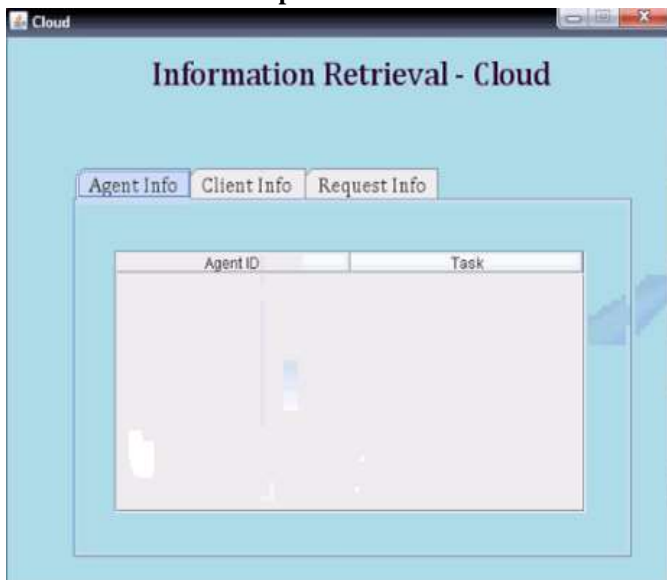 Cloud
Information Retrieval - Cloud
Agent Info Client Info Request Info
Agent ID Task